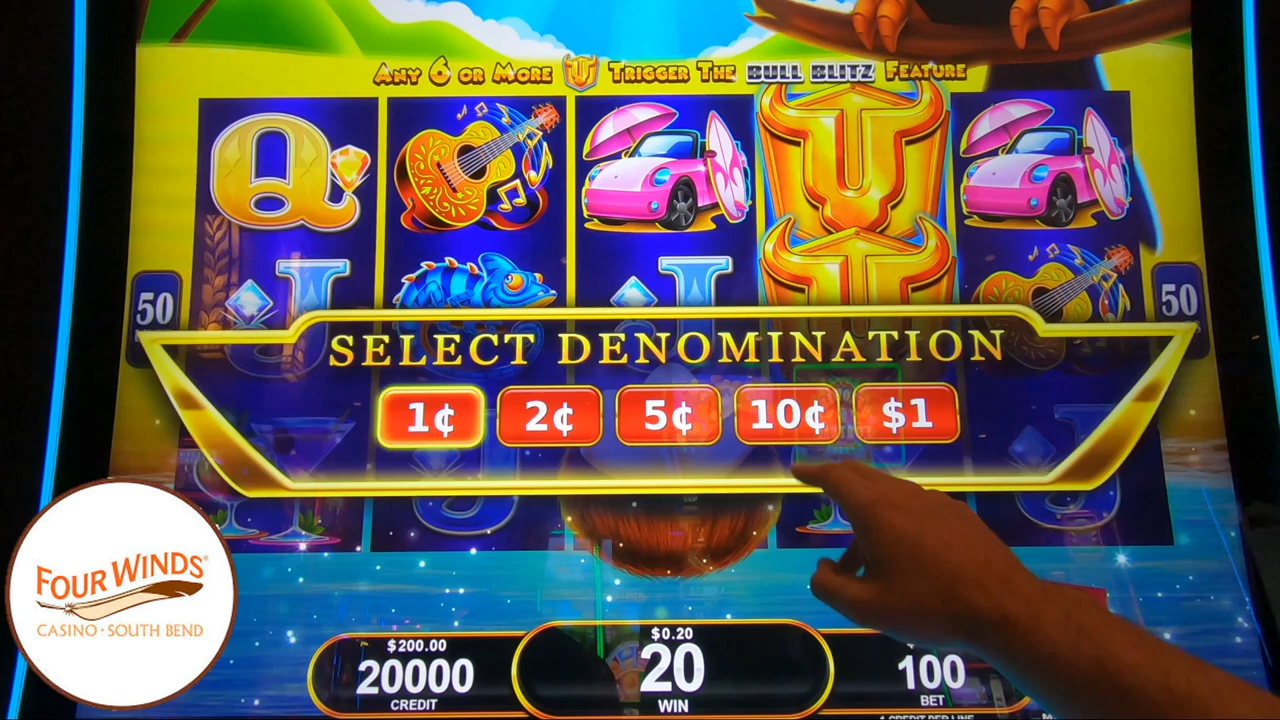 ANY 6 OR MORE TRIGGER THE BULL BLITZ FEATURE
Q
J
J
50
50
SELECT DENOMINATION
1¢ 2¢ 5¢ 10¢ $1
FOUR WINDS®
CASINO · SOUTH BEND
$200.00
20000
CREDIT
$0.20
20
WIN
100
BET